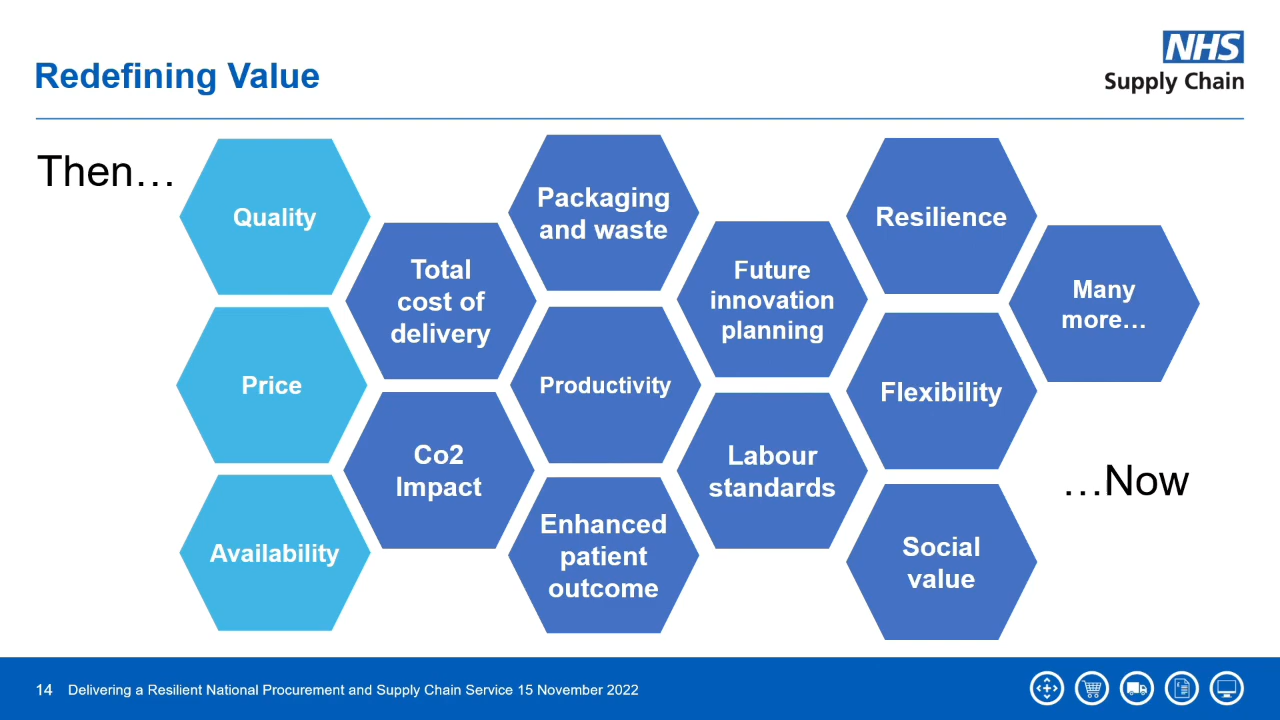 Redefining Value
NHS
Supply Chain
Then…
Quality
Price
Availability
Total
cost of
delivery
Co2
Impact
Packaging
and waste
Productivity
Enhanced
patient
outcome
Future
innovation
planning
Labour
standards
Resilience
Flexibility
Social
value
Many
more…
…Now
14 Delivering a Resilient National Procurement and Supply Chain Service 15 November 2022